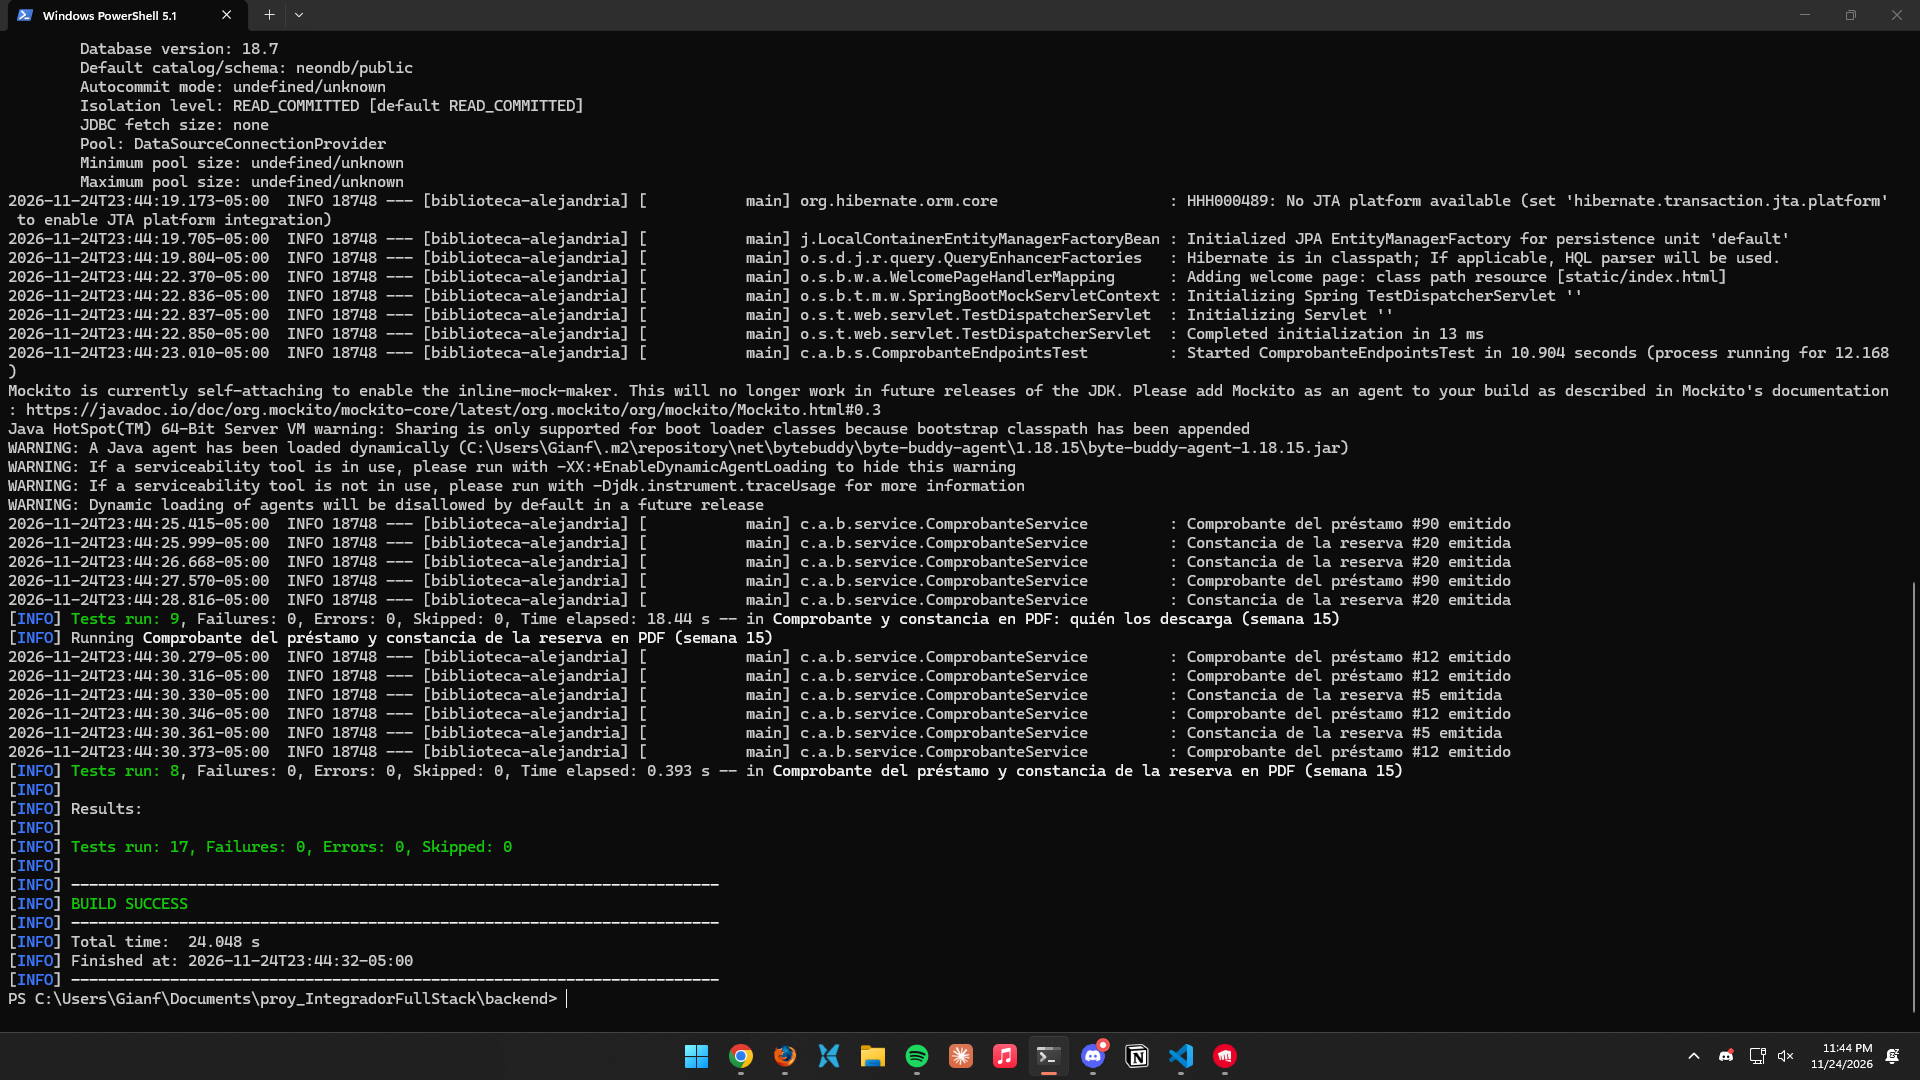 Windows PowerShell 5.1
Database version: 18.7
Default catalog/schema: neondb/public
Autocommit mode: undefined/unknown
Isolation level: READ_COMMITTED [default READ_COMMITTED]
JDBC fetch size: none
Pool: DataSourceConnectionProvider
Minimum pool size: undefined/unknown
Maximum pool size: undefined/unknown
2026-11-24T23:44:19.173-05:00  INFO 18748 --- [biblioteca-alejandria] [           main] org.hibernate.orm.core                   : HHH000489: No JTA platform available (set 'hibernate.transaction.jta.platform'
 to enable JTA platform integration)
2026-11-24T23:44:19.705-05:00  INFO 18748 --- [biblioteca-alejandria] [           main] j.LocalContainerEntityManagerFactoryBean : Initialized JPA EntityManagerFactory for persistence unit 'default'
2026-11-24T23:44:19.804-05:00  INFO 18748 --- [biblioteca-alejandria] [           main] o.s.d.j.r.query.QueryEnhancerFactories   : Hibernate is in classpath; If applicable, HQL parser will be used.
2026-11-24T23:44:22.370-05:00  INFO 18748 --- [biblioteca-alejandria] [           main] o.s.b.w.a.WelcomePageHandlerMapping      : Adding welcome page: class path resource [static/index.html]
2026-11-24T23:44:22.836-05:00  INFO 18748 --- [biblioteca-alejandria] [           main] o.s.b.t.m.w.SpringBootMockServletContext : Initializing Spring TestDispatcherServlet ''
2026-11-24T23:44:22.837-05:00  INFO 18748 --- [biblioteca-alejandria] [           main] o.s.t.web.servlet.TestDispatcherServlet  : Initializing Servlet ''
2026-11-24T23:44:22.850-05:00  INFO 18748 --- [biblioteca-alejandria] [           main] o.s.t.web.servlet.TestDispatcherServlet  : Completed initialization in 13 ms
2026-11-24T23:44:23.010-05:00  INFO 18748 --- [biblioteca-alejandria] [           main] c.a.b.s.ComprobanteEndpointsTest         : Started ComprobanteEndpointsTest in 10.904 seconds (process running for 12.168
)
Mockito is currently self-attaching to enable the inline-mock-maker. This will no longer work in future releases of the JDK. Please add Mockito as an agent to your build as described in Mockito's documentation
: https://javadoc.io/doc/org.mockito/mockito-core/latest/org.mockito/org/mockito/Mockito.html#0.3
Java HotSpot(TM) 64-Bit Server VM warning: Sharing is only supported for boot loader classes because bootstrap classpath has been appended
WARNING: A Java agent has been loaded dynamically (C:\Users\Gianf\.m2\repository\net\bytebuddy\byte-buddy-agent\1.18.15\byte-buddy-agent-1.18.15.jar)
WARNING: If a serviceability tool is in use, please run with -XX:+EnableDynamicAgentLoading to hide this warning
WARNING: If a serviceability tool is not in use, please run with -Djdk.instrument.traceUsage for more information
WARNING: Dynamic loading of agents will be disallowed by default in a future release
2026-11-24T23:44:25.415-05:00  INFO 18748 --- [biblioteca-alejandria] [           main] c.a.b.service.ComprobanteService         : Comprobante del préstamo #90 emitido
2026-11-24T23:44:25.999-05:00  INFO 18748 --- [biblioteca-alejandria] [           main] c.a.b.service.ComprobanteService         : Constancia de la reserva #20 emitida
2026-11-24T23:44:26.668-05:00  INFO 18748 --- [biblioteca-alejandria] [           main] c.a.b.service.ComprobanteService         : Constancia de la reserva #20 emitida
2026-11-24T23:44:27.570-05:00  INFO 18748 --- [biblioteca-alejandria] [           main] c.a.b.service.ComprobanteService         : Comprobante del préstamo #90 emitido
2026-11-24T23:44:28.816-05:00  INFO 18748 --- [biblioteca-alejandria] [           main] c.a.b.service.ComprobanteService         : Constancia de la reserva #20 emitida
[INFO] Tests run: 9, Failures: 0, Errors: 0, Skipped: 0, Time elapsed: 18.44 s -- in Comprobante y constancia en PDF: quién los descarga (semana 15)
[INFO] Running Comprobante del préstamo y constancia de la reserva en PDF (semana 15)
2026-11-24T23:44:30.279-05:00  INFO 18748 --- [biblioteca-alejandria] [           main] c.a.b.service.ComprobanteService         : Comprobante del préstamo #12 emitido
2026-11-24T23:44:30.316-05:00  INFO 18748 --- [biblioteca-alejandria] [           main] c.a.b.service.ComprobanteService         : Comprobante del préstamo #12 emitido
2026-11-24T23:44:30.330-05:00  INFO 18748 --- [biblioteca-alejandria] [           main] c.a.b.service.ComprobanteService         : Constancia de la reserva #5 emitida
2026-11-24T23:44:30.346-05:00  INFO 18748 --- [biblioteca-alejandria] [           main] c.a.b.service.ComprobanteService         : Comprobante del préstamo #12 emitido
2026-11-24T23:44:30.361-05:00  INFO 18748 --- [biblioteca-alejandria] [           main] c.a.b.service.ComprobanteService         : Constancia de la reserva #5 emitida
2026-11-24T23:44:30.373-05:00  INFO 18748 --- [biblioteca-alejandria] [           main] c.a.b.service.ComprobanteService         : Comprobante del préstamo #12 emitido
[INFO] Tests run: 8, Failures: 0, Errors: 0, Skipped: 0, Time elapsed: 0.393 s -- in Comprobante del préstamo y constancia de la reserva en PDF (semana 15)
[INFO]
[INFO] Results:
[INFO]
[INFO] Tests run: 17, Failures: 0, Errors: 0, Skipped: 0
[INFO]
[INFO] ------------------------------------------------------------------------
[INFO] BUILD SUCCESS
[INFO] ------------------------------------------------------------------------
[INFO] Total time:  24.048 s
[INFO] Finished at: 2026-11-24T23:44:32-05:00
[INFO] ------------------------------------------------------------------------
PS C:\Users\Gianf\Documents\proy_IntegradorFullStack\backend>
11:44 PM
11/24/2026